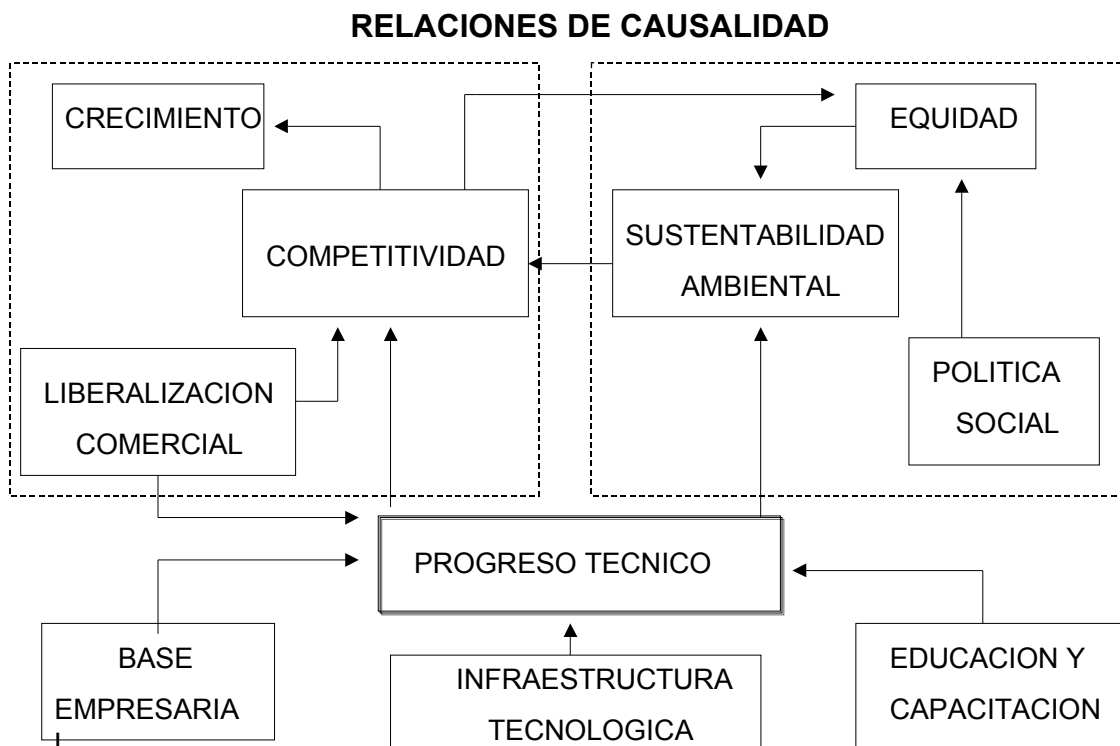 RELACIONES DE CAUSALIDAD
CRECIMIENTO
EQUIDAD
COMPETITIVIDAD
SUSTENTABILIDAD
AMBIENTAL
LIBERALIZACION
COMERCIAL
POLITICA
SOCIAL
PROGRESO TECNICO
BASE
EMPRESARIA
INFRAESTRUCTURA
TECNOLOGICA
EDUCACION Y
CAPACITACION